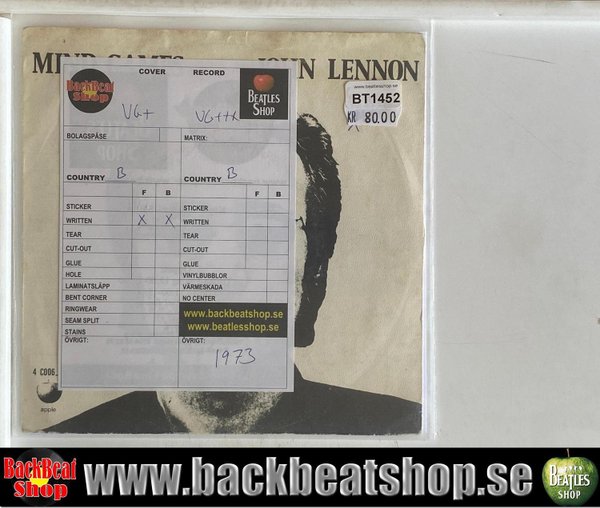 MIND GAMES JOHN LENNON
www.beatlesshop.se
BT1452
KR 80.00
BackBeat Shop
COVER
RECORD
BEATLES SHOP
VG+
BOLAGSPÅSE
MATRIX:
COUNTRY B
COUNTRY B
F B
F B
STICKER
STICKER
WRITTEN X X
WRITTEN
TEAR
TEAR
CUT-OUT
CUT-OUT
GLUE
GLUE
HOLE
VINYLBUBBLOR
LAMINATSLÄPP
VÄRMESKADA
BENT CORNER
NO CENTER
RINGWEAR
www.backbeatshop.se
SEAM SPLIT
www.beatlesshop.se
STAINS
ÖVRIGT:
ÖVRIGT:
1973
apple
BackBeat Shop
www.backbeatshop.se
BEATLES SHOP